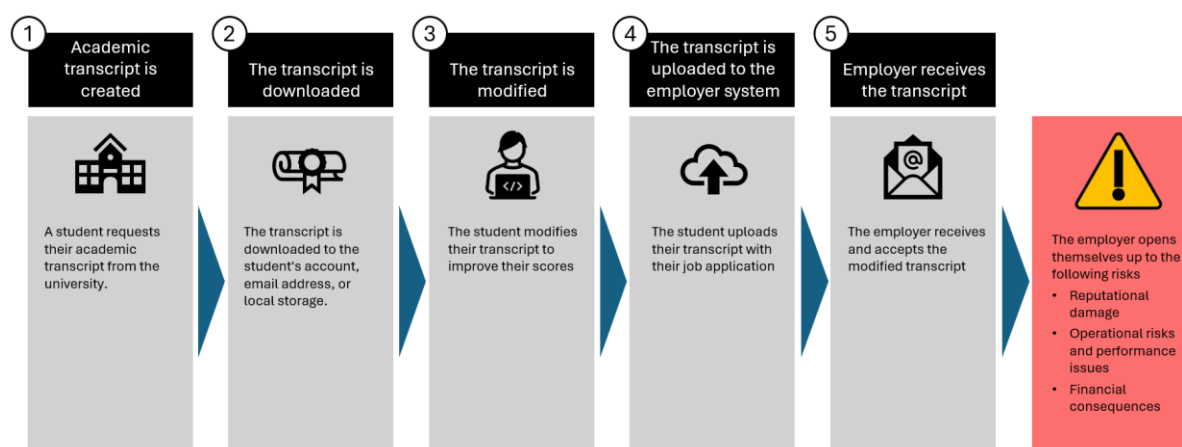 1
Academic
transcript is
created
2
The transcript is
downloaded
3
The transcript is
modified
4
The transcript is
uploaded to the
employer system
5
Employer receives
the transcript
A student requests
their academic
transcript from the
university.
The transcript is
downloaded to the
student's account,
email address, or
local storage.
</>
The student modifies
their transcript to
improve their scores
The student uploads
their transcript with
their job application
@
The employer receives
and accepts the
modified transcript
!
The employer opens
themselves up to the
following risks
• Reputational
damage
• Operational risks
and performance
issues
• Financial
consequences